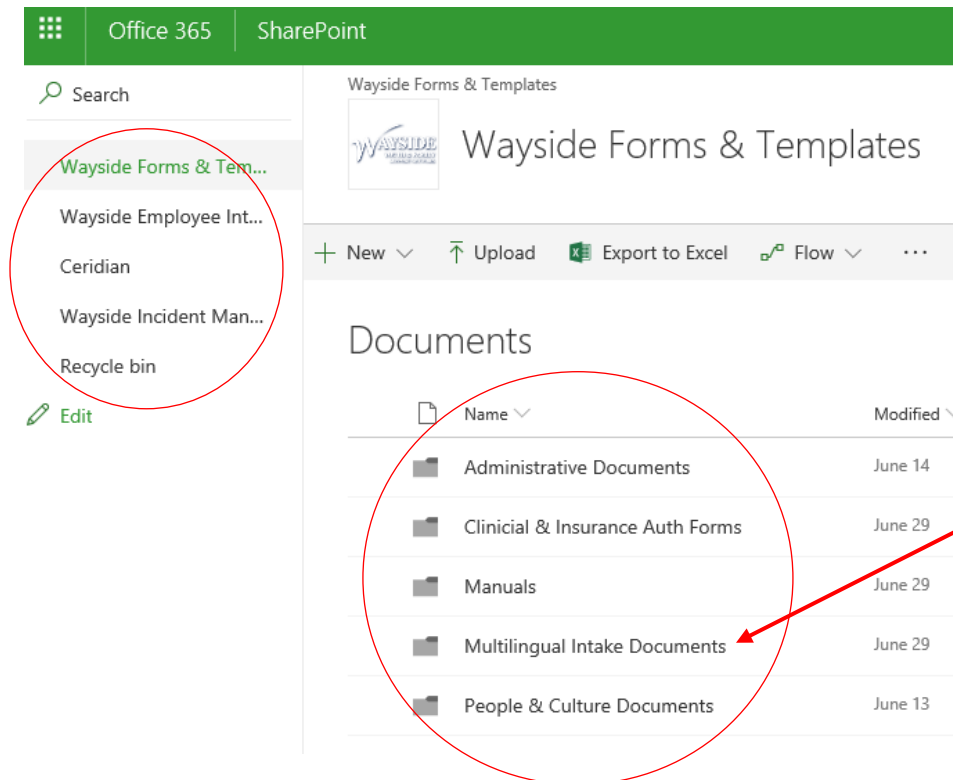 Office 365 SharePoint
Search
Wayside Forms & Tem...
Wayside Employee Int...
Ceridian
Wayside Incident Man...
Recycle bin
Edit
Wayside Forms & Templates
WAYSIDE
Wayside Forms & Templates
New Upload Export to Excel Flow ...
Documents
Name Modified
Administrative Documents June 14
Clinicial & Insurance Auth Forms June 29
Manuals June 29
Multilingual Intake Documents June 29
People & Culture Documents June 13